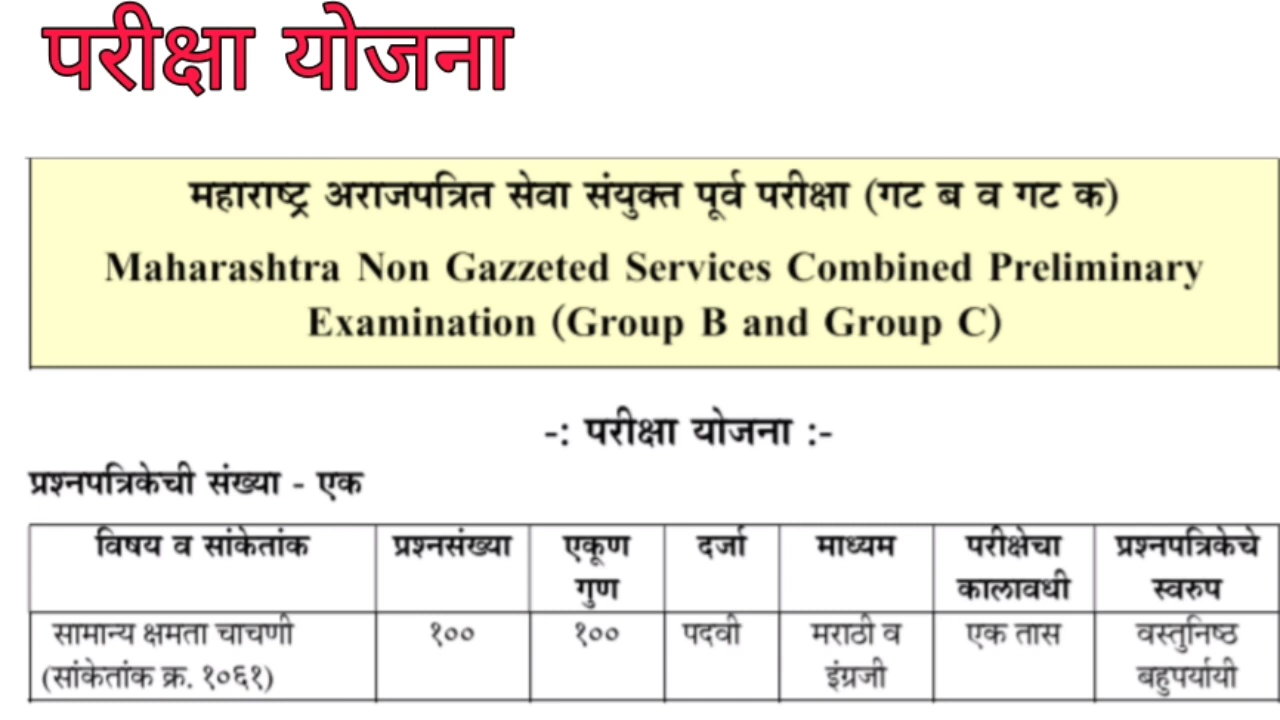 परीक्षा योजना
महाराष्ट्र अराजपत्रित सेवा संयुक्त पूर्व परीक्षा (गट ब व गट क)
Maharashtra Non Gazzeted Services Combined Preliminary
Examination (Group B and Group C)
-: परीक्षा योजना :-
प्रश्नपत्रिकेची संख्या - एक
विषय व सांकेतांक प्रश्नसंख्या एकूण गुण दर्जा माध्यम परीक्षेचा कालावधी प्रश्नपत्रिकेचे स्वरुप
सामान्य क्षमता चाचणी (सांकेतांक क्र. १०६१) १०० १०० पदवी मराठी व इंग्रजी एक तास वस्तुनिष्ठ बहुपर्यायी